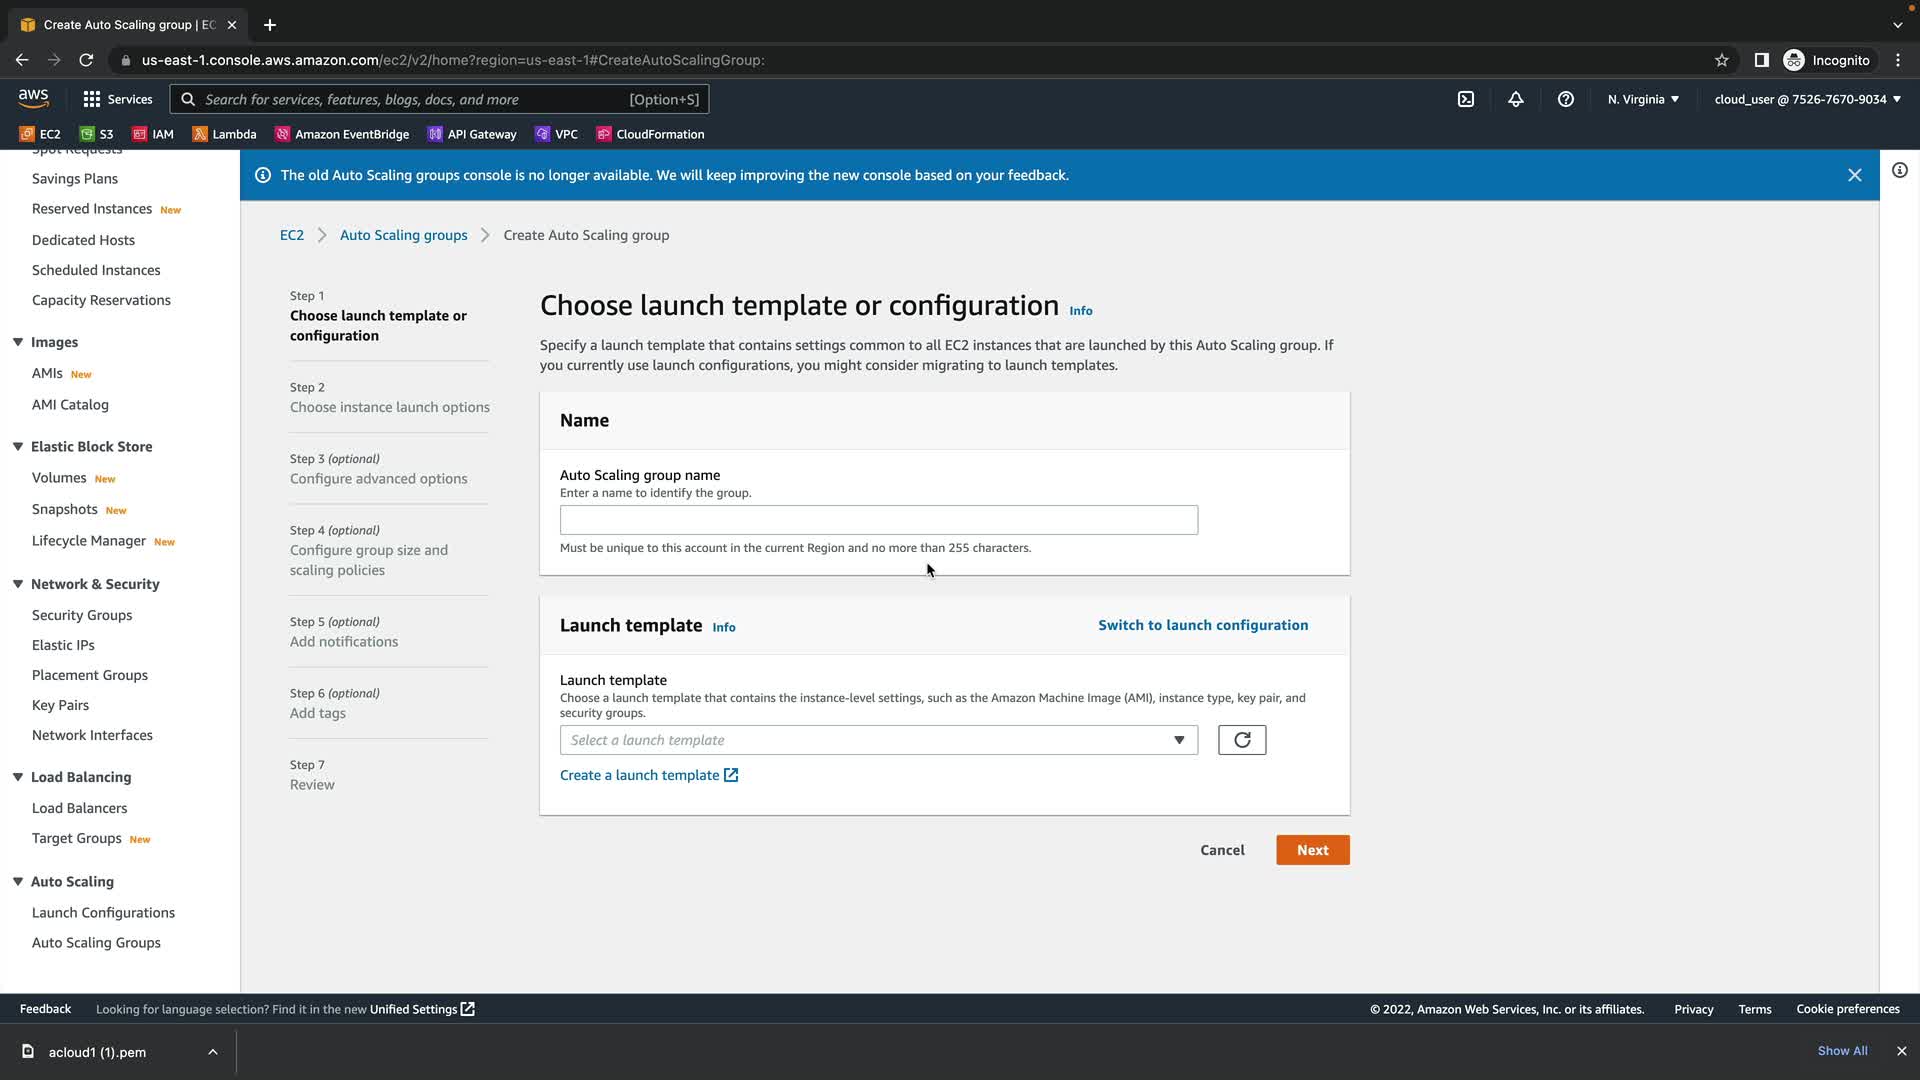 Create Auto Scaling group | EC
us-east-1.console.aws.amazon.com/ec2/v2/home?region=us-east-1#CreateAutoScalingGroup:
Incognito
aws
Services
Search for services, features, blogs, docs, and more
[Option+S]
N. Virginia
cloud_user @ 7526-7670-9034
EC2
S3
IAM
Lambda
Amazon EventBridge
API Gateway
VPC
CloudFormation
Spot Requests
Savings Plans
Reserved Instances New
Dedicated Hosts
Scheduled Instances
Capacity Reservations
Images
AMIs New
AMI Catalog
Elastic Block Store
Volumes New
Snapshots New
Lifecycle Manager New
Network & Security
Security Groups
Elastic IPs
Placement Groups
Key Pairs
Network Interfaces
Load Balancing
Load Balancers
Target Groups New
Auto Scaling
Launch Configurations
Auto Scaling Groups
The old Auto Scaling groups console is no longer available. We will keep improving the new console based on your feedback.
EC2
Auto Scaling groups
Create Auto Scaling group
Step 1
Choose launch template or
configuration
Step 2
Choose instance launch options
Step 3 (optional)
Configure advanced options
Step 4 (optional)
Configure group size and
scaling policies
Step 5 (optional)
Add notifications
Step 6 (optional)
Add tags
Step 7
Review
Choose launch template or configuration Info
Specify a launch template that contains settings common to all EC2 instances that are launched by this Auto Scaling group. If
you currently use launch configurations, you might consider migrating to launch templates.
Name
Auto Scaling group name
Enter a name to identify the group.
Must be unique to this account in the current Region and no more than 255 characters.
Launch template Info
Switch to launch configuration
Launch template
Choose a launch template that contains the instance-level settings, such as the Amazon Machine Image (AMI), instance type, key pair, and
security groups.
Select a launch template
Create a launch template
Cancel
Next
Feedback
Looking for language selection? Find it in the new Unified Settings
© 2022, Amazon Web Services, Inc. or its affiliates.
Privacy
Terms
Cookie preferences
acloud1 (1).pem
Show All